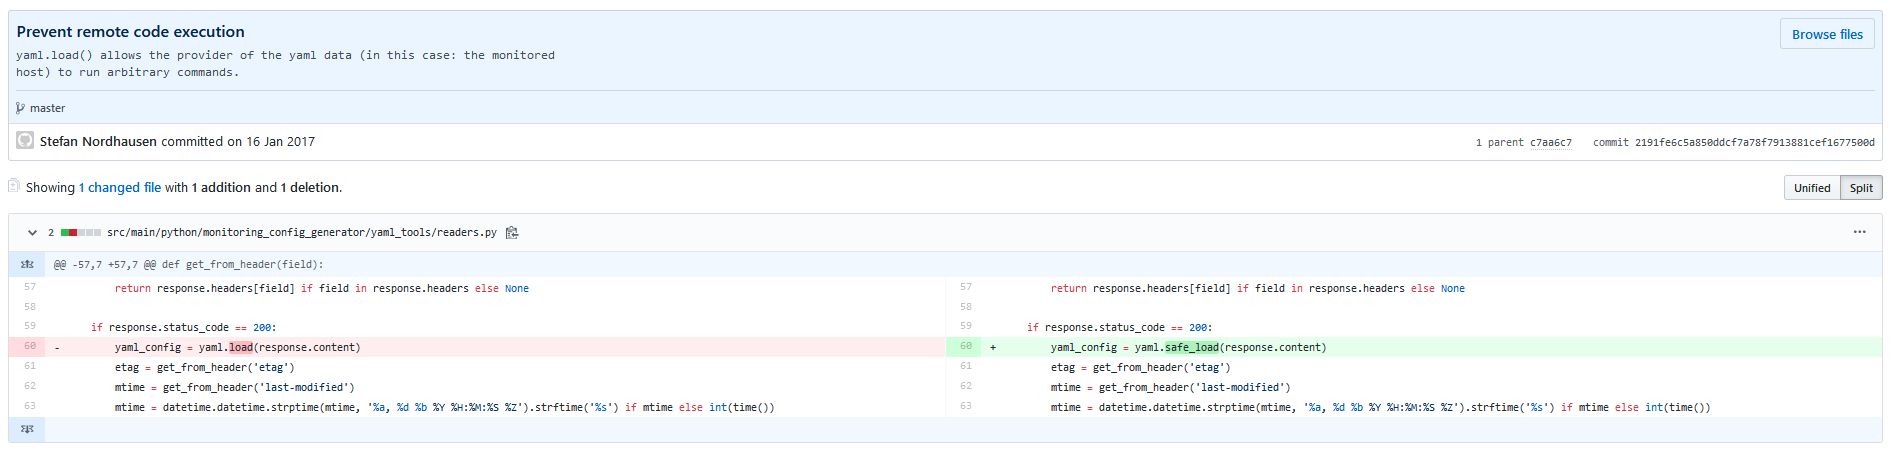 Prevent remote code execution
Browse files
yaml.load() allows the provider of the yaml data (in this case: the monitored
host) to run arbitrary commands.
master
Stefan Nordhausen committed on 16 Jan 2017
1 parent c7aa6c7 commit 2191fe6c5a850ddcf7a78f7913881cef1677500d
Showing 1 changed file with 1 addition and 1 deletion.
Unified Split
2 src/main/python/monitoring_config_generator/yaml_tools/readers.py
@@ -57,7 +57,7 @@ def get_from_header(field):
57 return response.headers[field] if field in response.headers else None
58
59 if response.status_code == 200:
60 - yaml_config = yaml.load(response.content)
61 etag = get_from_header('etag')
62 mtime = get_from_header('last-modified')
63 mtime = datetime.datetime.strptime(mtime, '%a, %d %b %Y %H:%M:%S %Z').strftime('%s') if mtime else int(time())
57 return response.headers[field] if field in response.headers else None
58
59 if response.status_code == 200:
60 + yaml_config = yaml.safe_load(response.content)
61 etag = get_from_header('etag')
62 mtime = get_from_header('last-modified')
63 mtime = datetime.datetime.strptime(mtime, '%a, %d %b %Y %H:%M:%S %Z').strftime('%s') if mtime else int(time())